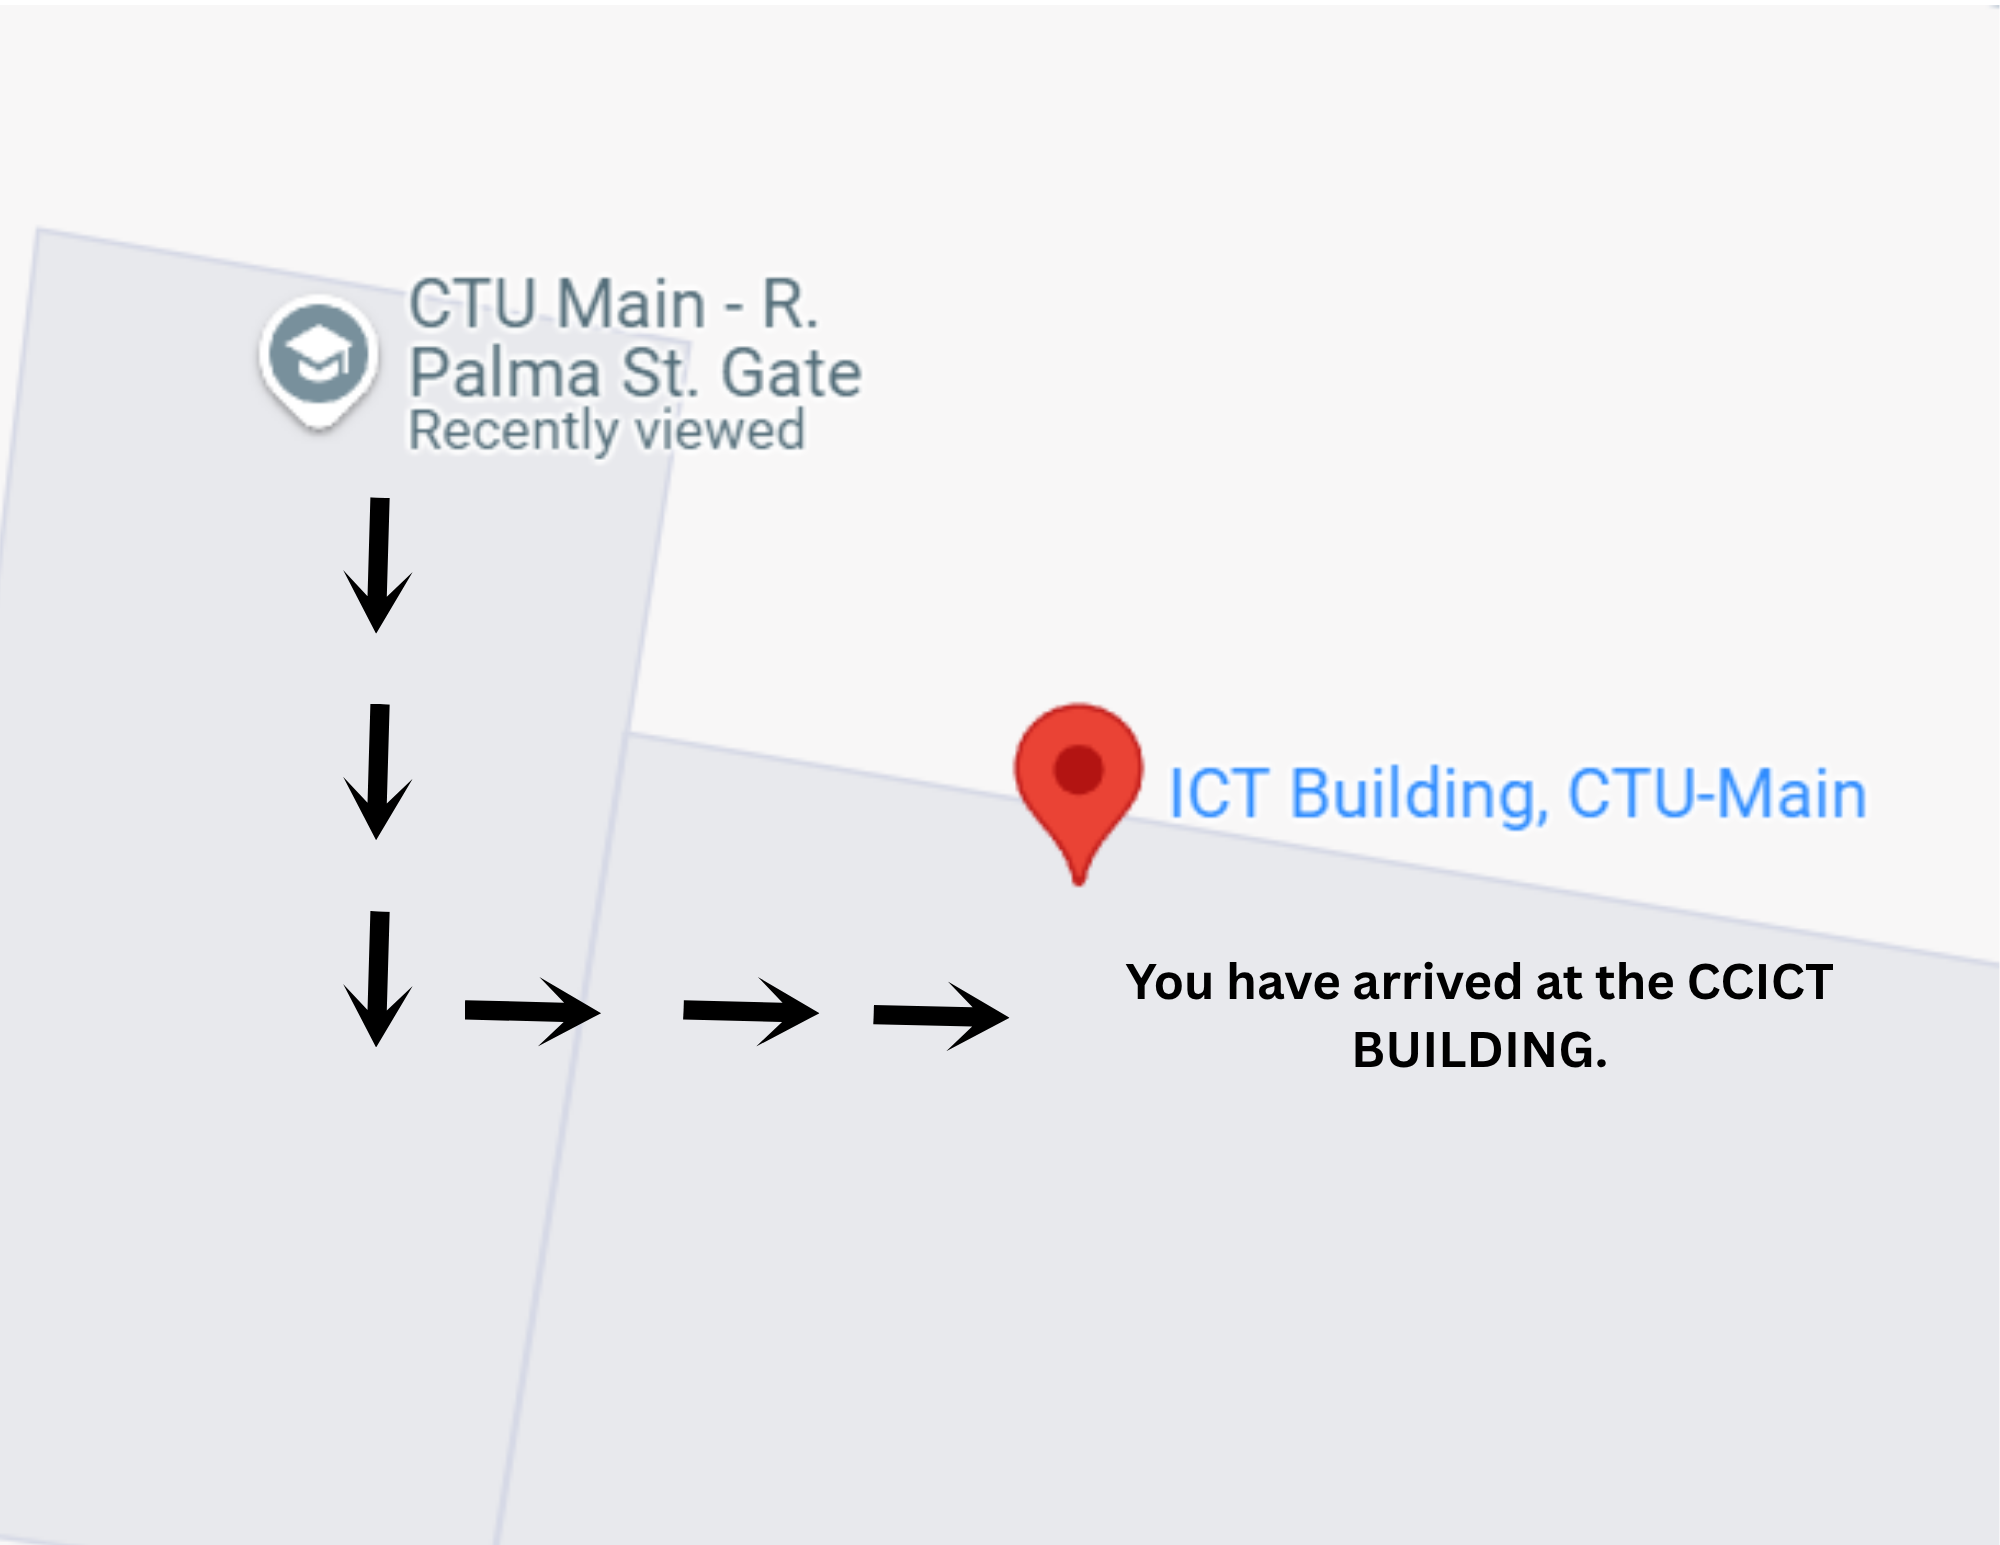 CTU Main - R.
Palma St. Gate
Recently viewed
ICT Building, CTU-Main
You have arrived at the CCICT
BUILDING.